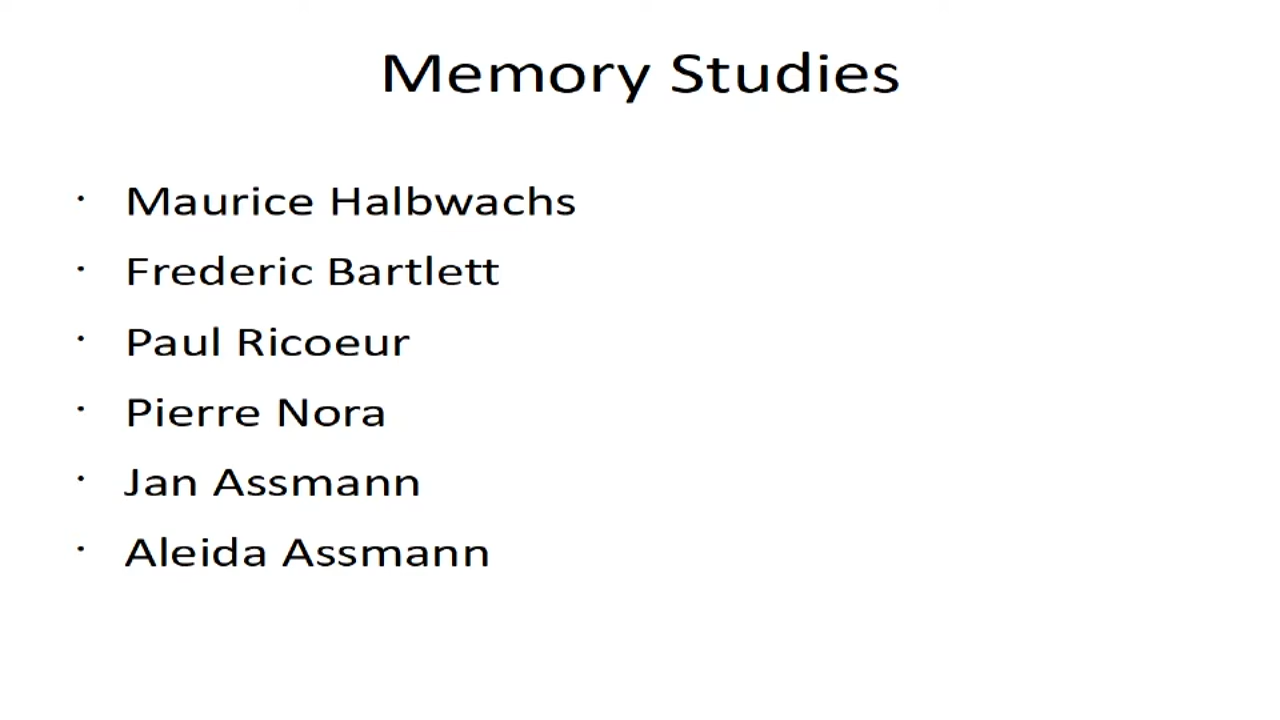 Memory Studies
· Maurice Halbwachs
· Frederic Bartlett
· Paul Ricoeur
· Pierre Nora
· Jan Assmann
· Aleida Assmann